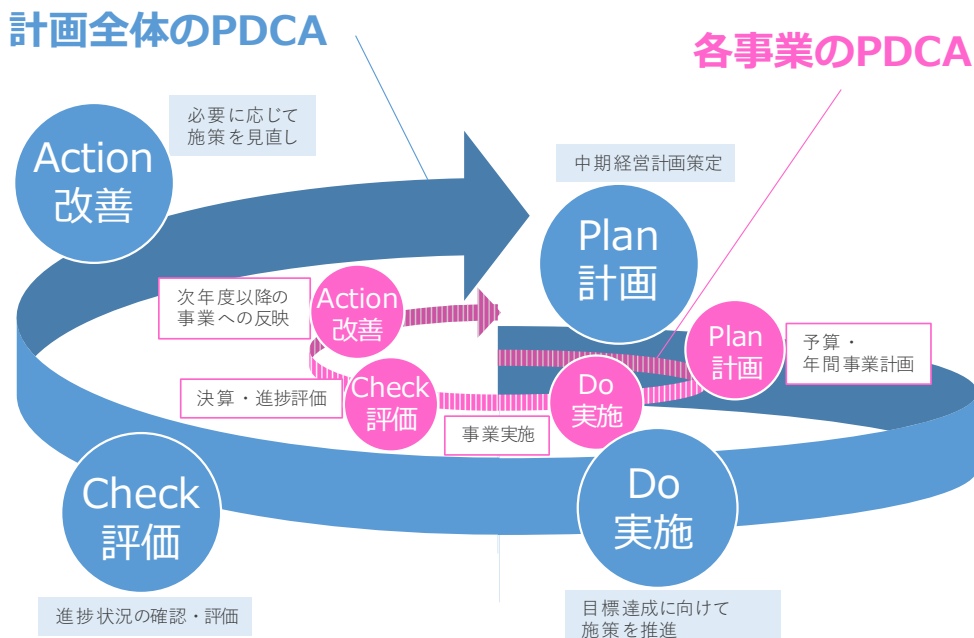 計画全体のPDCA
各事業のPDCA
必要に応じて
施策を見直し
Action
改善
中期経営計画策定
Plan
計画
次年度以降の
事業への反映
Action
改善
Plan
計画
予算・
年間事業計画
決算・進捗評価
Check
評価
Do
実施
事業実施
Check
評価
Do
実施
進捗状況の確認・評価
目標達成に向けて
施策を推進